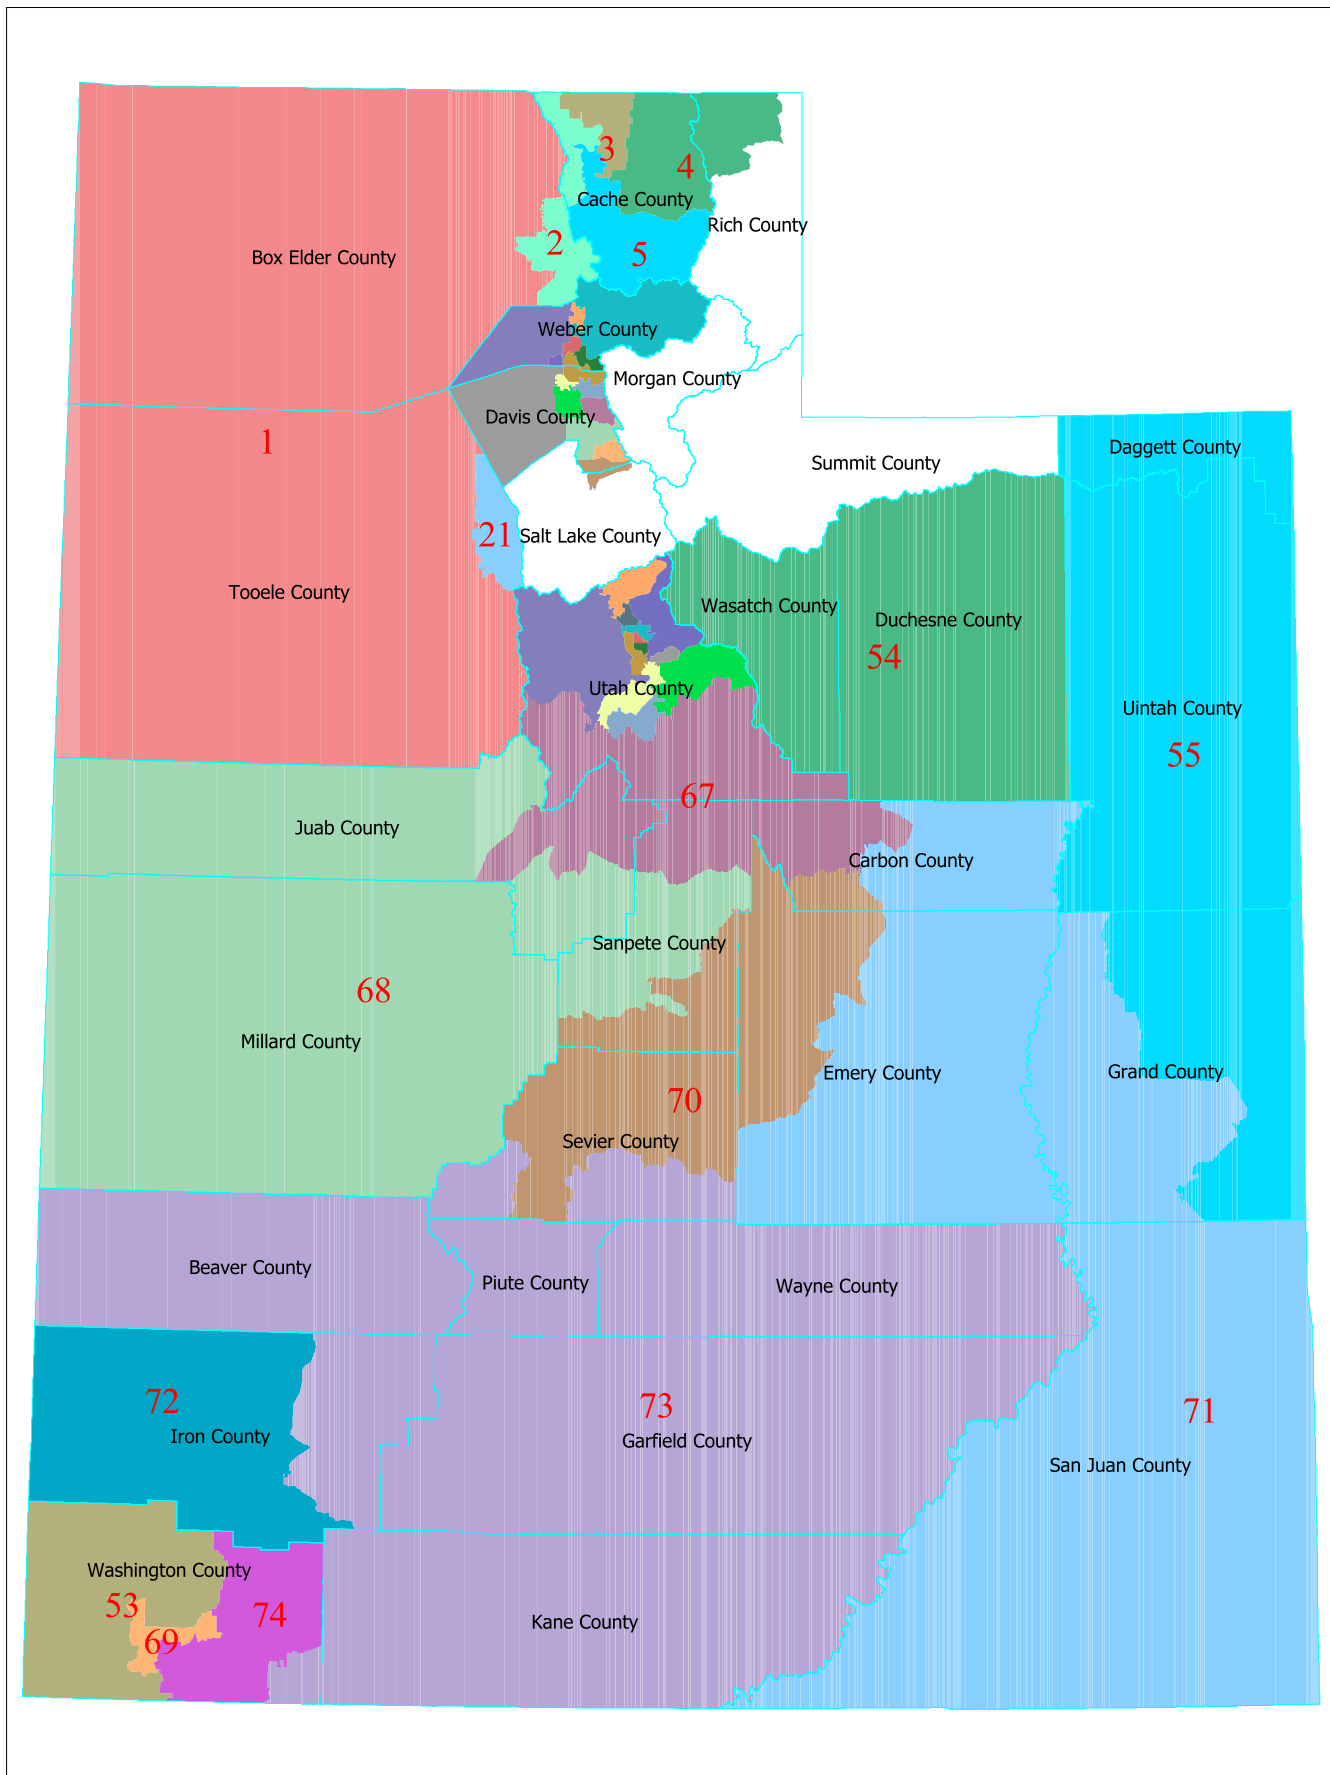 3
4
Cache County
Rich County
2
5
Box Elder County
Weber County
Morgan County
Davis County
1
Daggett County
Summit County
21
Salt Lake County
Tooele County
Wasatch County
Duchesne County
54
Utah County
Uintah County
55
67
Juab County
Carbon County
Sanpete County
68
Millard County
Emery County
Grand County
70
Sevier County
Beaver County
Piute County
Wayne County
72
73
71
Iron County
Garfield County
San Juan County
Washington County
53
74
69
Kane County